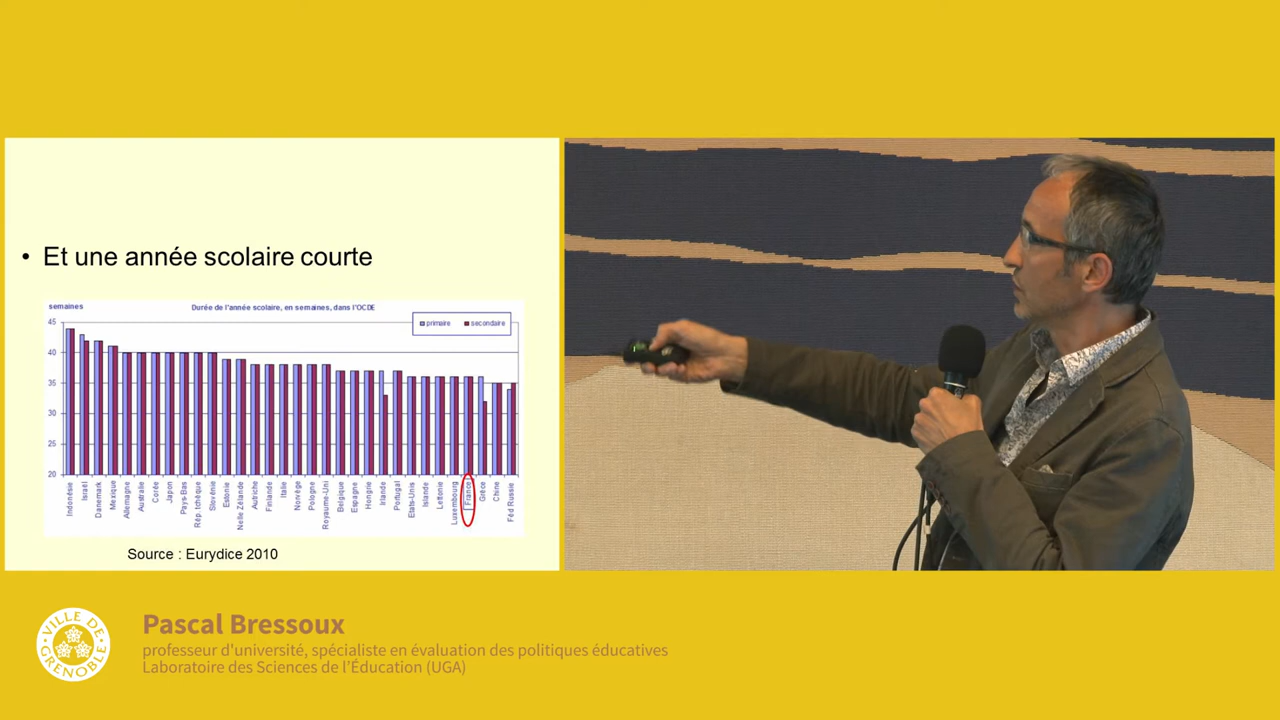 • Et une année scolaire courte
semaines
Durée de l'année scolaire, en semaines, dans l'OCDE
primaire
secondaire
45
40
35
30
25
20
Indonésie
Israël
Danemark
Mexique
Allemagne
Australie
Corée
Japon
Pays-Bas
Rép. tchèque
Slovénie
Estonie
Nelle Zélande
Autriche
Finlande
Italie
Norvège
Pologne
Royaume-Uni
Belgique
Espagne
Hongrie
Irlande
Portugal
Etats-Unis
Islande
Lettonie
Luxembourg
France
Grèce
Chine
Féd Russie
Source : Eurydice 2010
VILLE DE
GRENOBLE
Pascal Bressoux
professeur d'université, spécialiste en évaluation des politiques éducatives
Laboratoire des Sciences de l'Éducation (UGA)